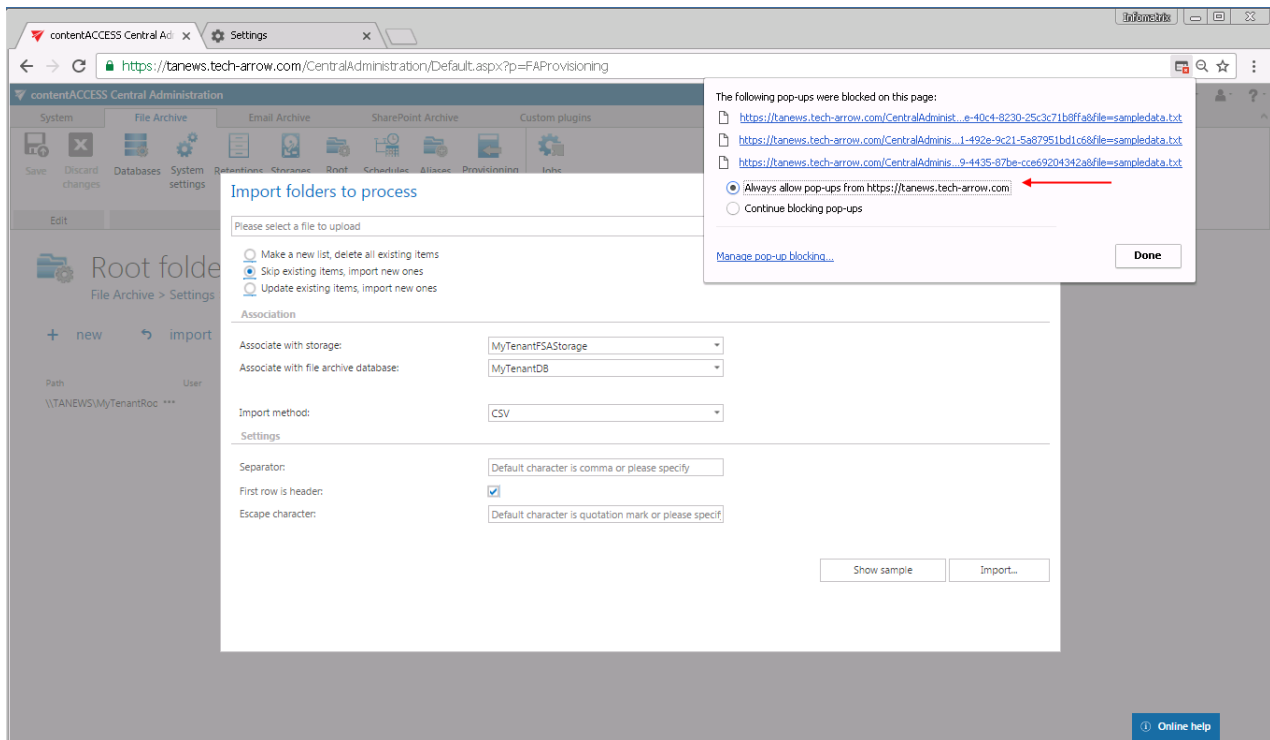 Infometrix
contentACCESS Central Ad
Settings
https://tanews.tech-arrow.com/CentralAdministration/Default.aspx?p=FAProvisioning
contentACCESS Central Administration
System
File Archive
Email Archive
SharePoint Archive
Custom plugins
Save
Discard changes
Databases
System settings
Retentions
Storages
Root
Schedules
Aliases
Provisioning
Jobs
Edit
The following pop-ups were blocked on this page:
https://tanews.tech-arrow.com/CentralAdminist...e-40c4-8230-25c3c71b8ffa&file=sampledata.txt
https://tanews.tech-arrow.com/CentralAdminis...1-492e-9c21-5a87951bd1c6&file=sampledata.txt
https://tanews.tech-arrow.com/CentralAdminis...9-4435-87be-cce69204342a&file=sampledata.txt
Always allow pop-ups from https://tanews.tech-arrow.com
Continue blocking pop-ups
Manage pop-up blocking...
Done
Root folde
File Archive > Settings
+ new
import
Path
User
\\TANEWS\MyTenantRoc ***
Import folders to process
Please select a file to upload
Make a new list, delete all existing items
Skip existing items, import new ones
Update existing items, import new ones
Association
Associate with storage:
MyTenantFSAStorage
Associate with file archive database:
MyTenantDB
Import method:
CSV
Settings
Separator:
Default character is comma or please specify
First row is header:
Escape character:
Default character is quotation mark or please specify
Show sample
Import...
Online help